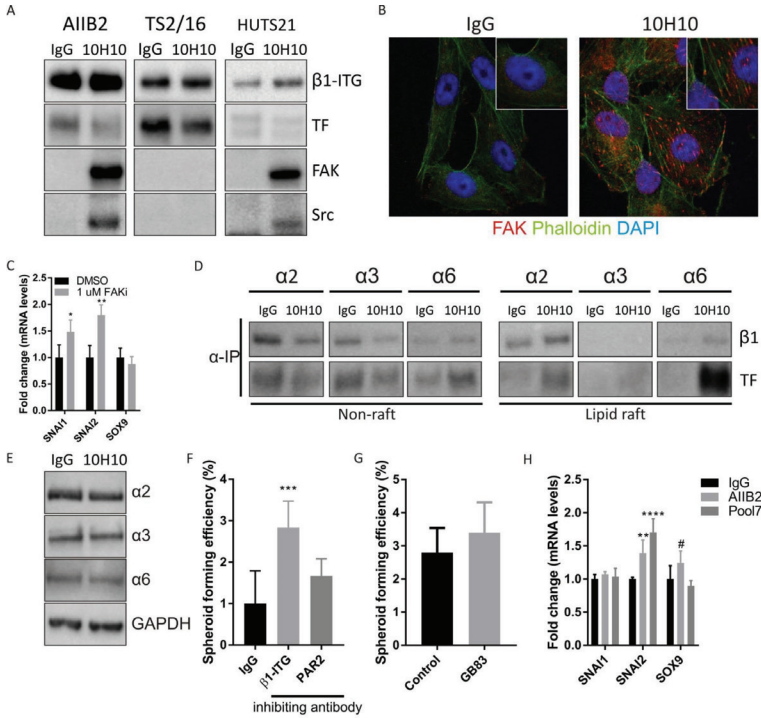 A
AIIB2 TS2/16 HUTS21
IgG 10H10 IgG 10H10 IgG 10H10
β1-ITG
TF
FAK
Src
B
IgG 10H10
FAK Phalloidin DAPI
C
DMSO
1 uM FAKi
Fold change (mRNA levels)
2.5
2.0
1.5
1.0
0.5
0.0
* **
SNAI1 SNAI2 SOX9
D
α2 α3 α6 α2 α3 α6
IgG 10H10 IgG 10H10 IgG 10H10 IgG 10H10 IgG 10H10 IgG 10H10
α-IP
β1
TF
Non-raft Lipid raft
E
IgG 10H10
α2
α3
α6
GAPDH
F
Spheroid forming efficiency (%)
4
3
2
1
0
***
IgG β1-ITG PAR2
inhibiting antibody
G
Spheroid forming efficiency (%)
5
4
3
2
1
0
Control GB83
H
IgG
AIIB2
Pool7
Fold change (mRNA levels)
2.0
1.5
1.0
0.5
0.0
** **** #
SNAI1 SNAI2 SOX9